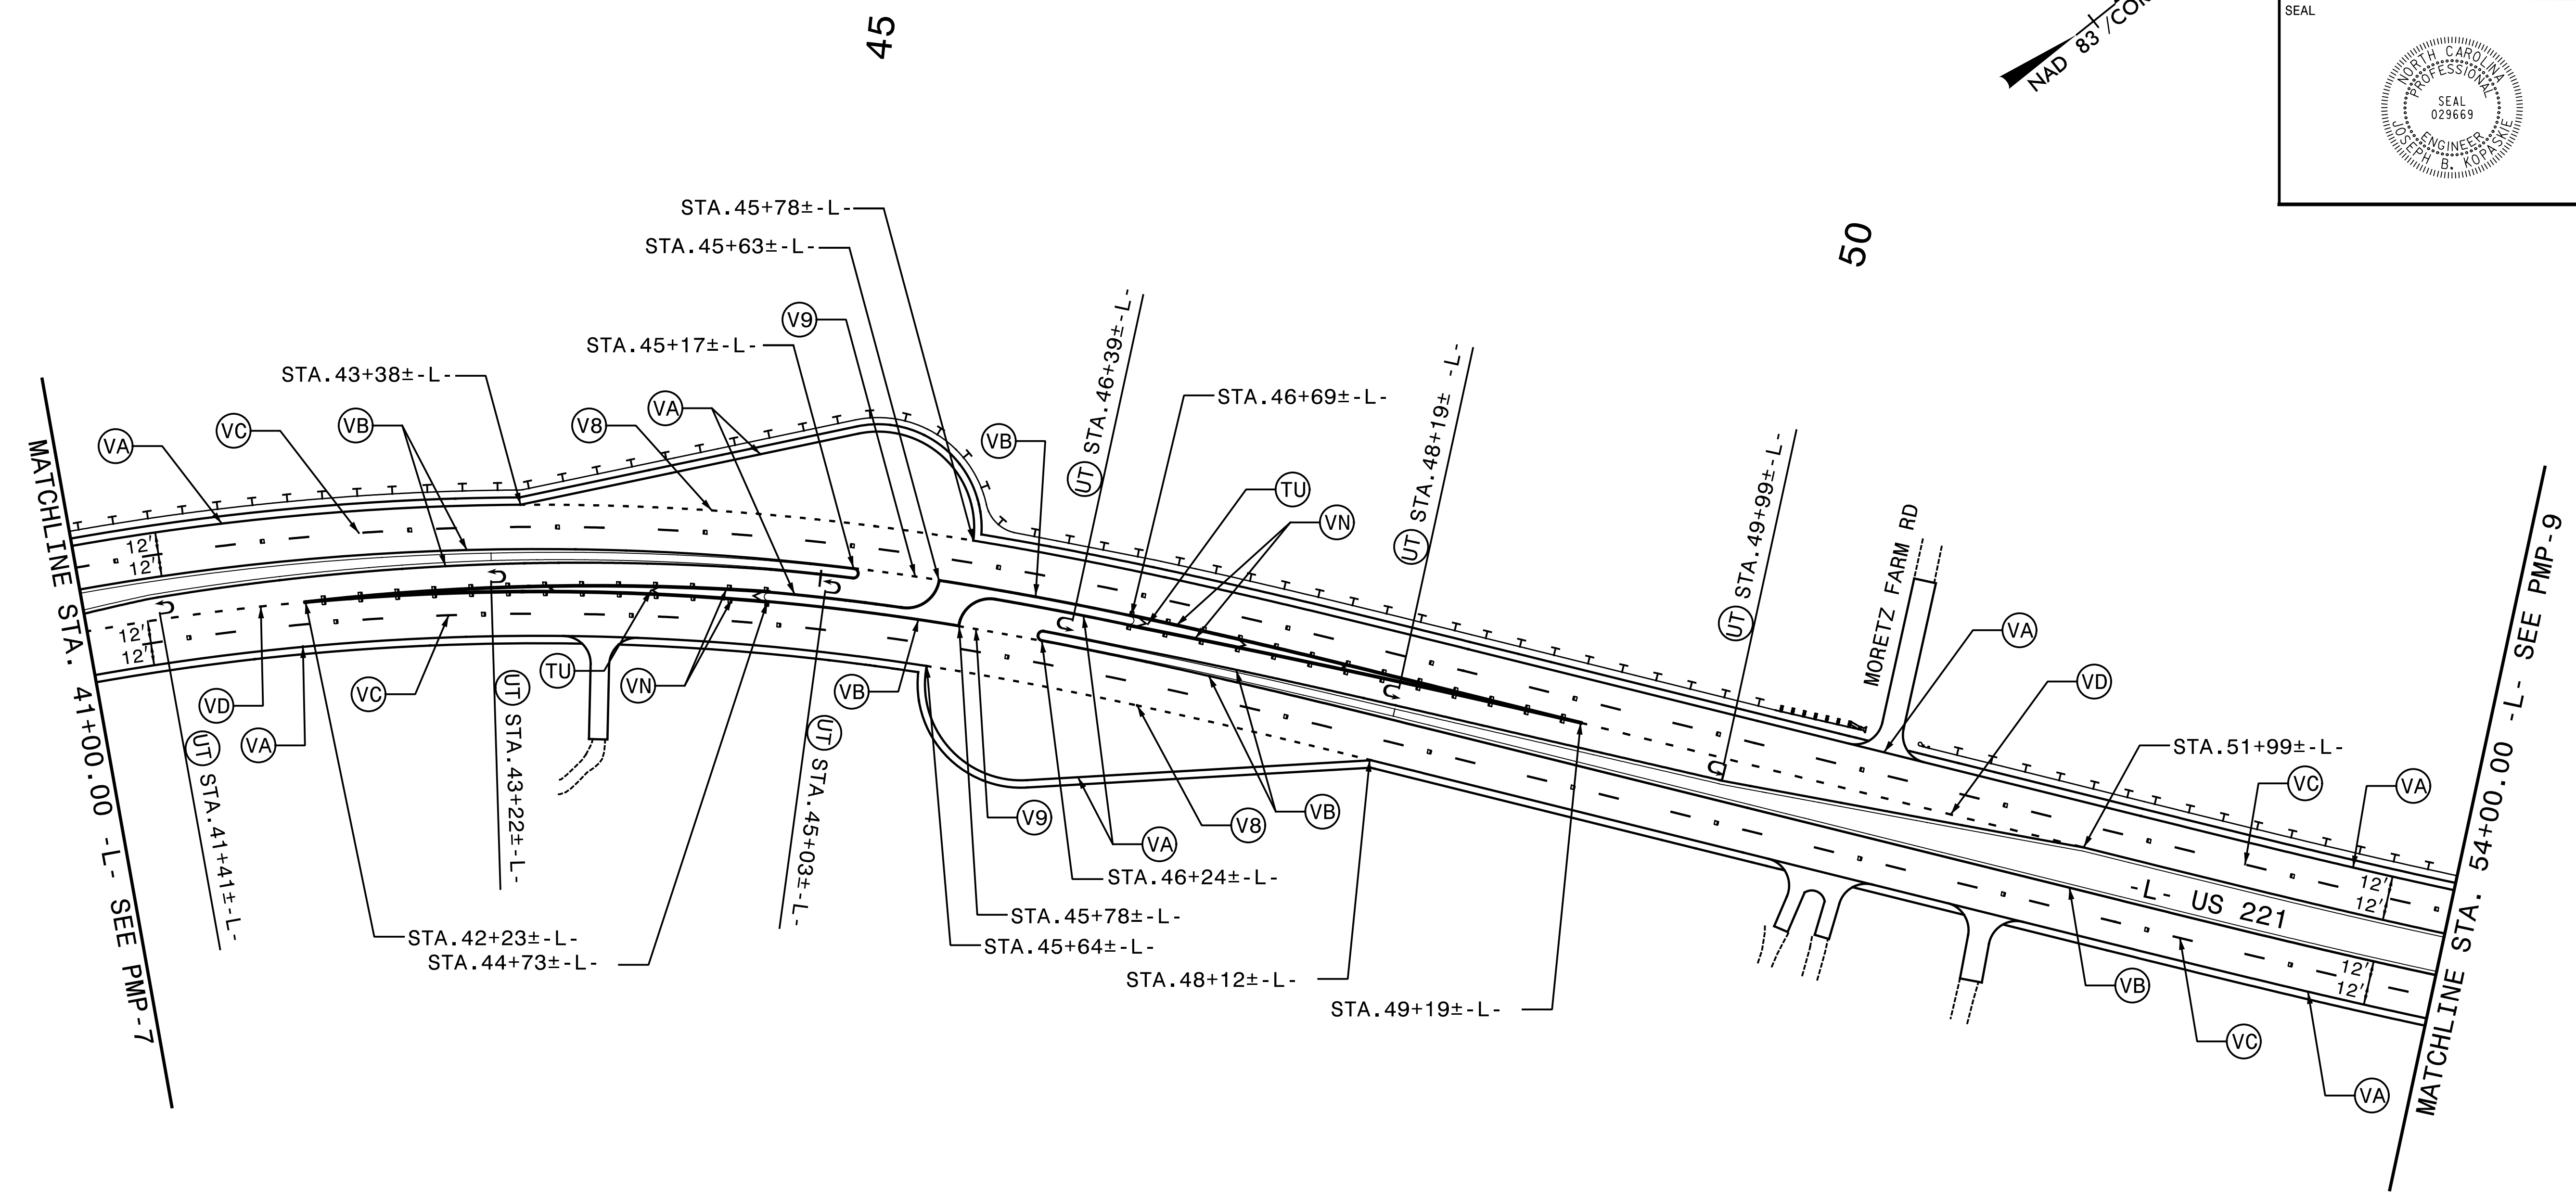 45
NAD 83 /
SEAL
NORTH CAROLINA
PROFESSIONAL
SEAL
029669
ENGINEER
JOSEPH B. KOPASKIE
STA.45+78±-L-
STA.45+63±-L-
50
V9
STA.45+17±-L-
STA.43+38±-L-
UT STA.46+39±-L-
UT STA.48+19± -L-
STA.46+69±-L-
VA
VC
VB
V8
VA
VB
UT STA.49+99±-L-
TU
VN
MORETZ FARM RD
MATCHLINE STA. 41+00.00 -L- SEE PMP-7
12'
12'
12'
12'
VA
VD
VD
VA
VC
UT STA.41+41±-L-
UT STA.43+22±-L-
TU
VN
VB
UT STA.45+03±-L-
V9
VA
V8
VB
STA.51+99±-L-
VC
VA
STA.46+24±-L-
STA.45+78±-L-
STA.45+64±-L-
STA.42+23±-L-
STA.44+73±-L-
STA.48+12±-L-
STA.49+19±-L-
-L- US 221
12'
12'
12'
12'
VB
VC
VA
MATCHLINE STA. 54+00.00 -L- SEE PMP-9